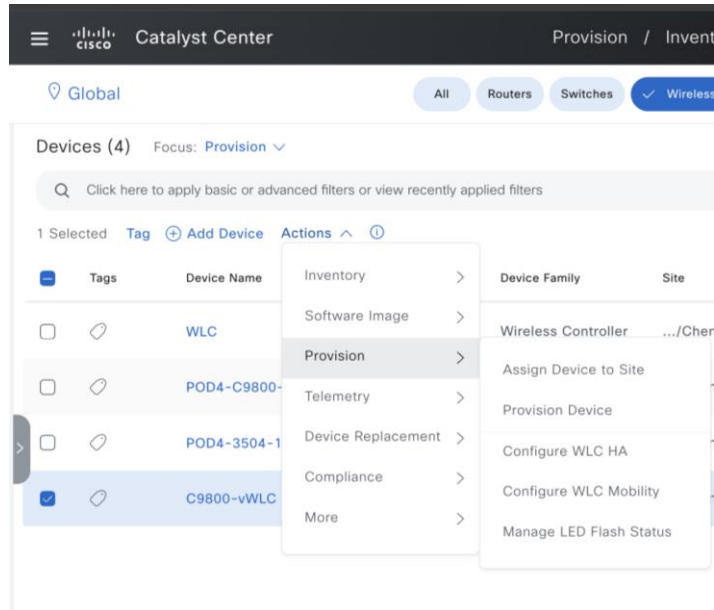 cisco Catalyst Center Provision / Invent
Global All Routers Switches Wireless
Devices (4) Focus: Provision
Click here to apply basic or advanced filters or view recently applied filters
1 Selected Tag Add Device Actions
Tags Device Name Inventory Device Family Site
Software Image
WLC Wireless Controller .../Cher
Provision
Assign Device to Site
POD4-C9800- Telemetry
Provision Device
POD4-3504-1 Device Replacement
Configure WLC HA
Compliance
C9800-vWLC Configure WLC Mobility
More
Manage LED Flash Status